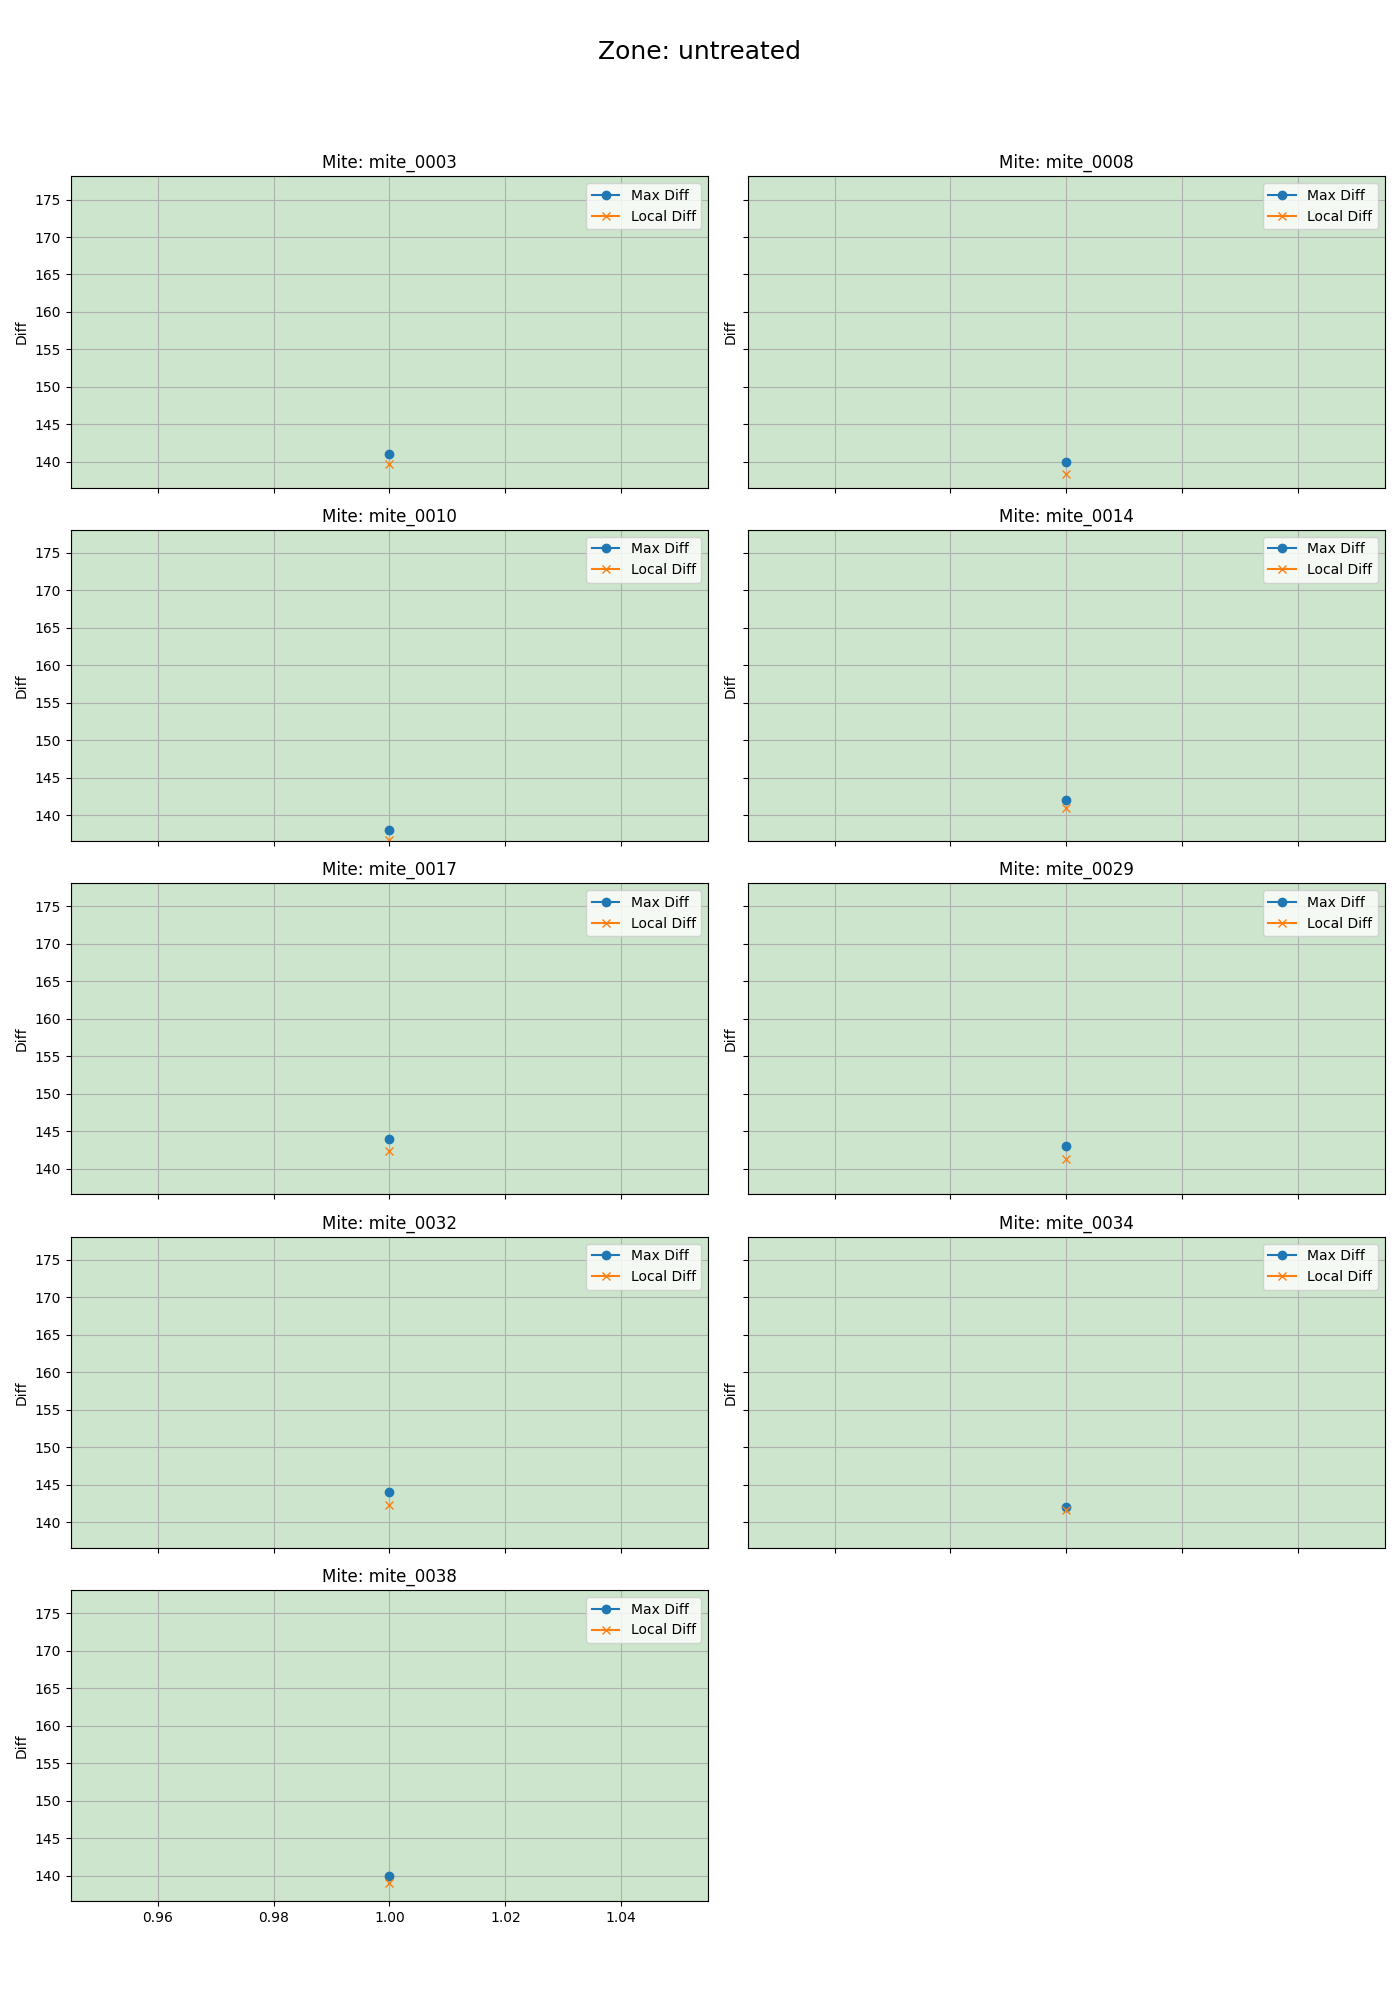 Zone: untreated
Mite: mite_0003
Diff
175
170
165
160
155
150
145
140
Max Diff
Local Diff
Mite: mite_0008
Diff
Max Diff
Local Diff
Mite: mite_0010
Diff
175
170
165
160
155
150
145
140
Max Diff
Local Diff
Mite: mite_0014
Diff
Max Diff
Local Diff
Mite: mite_0017
Diff
175
170
165
160
155
150
145
140
Max Diff
Local Diff
Mite: mite_0029
Diff
Max Diff
Local Diff
Mite: mite_0032
Diff
175
170
165
160
155
150
145
140
Max Diff
Local Diff
Mite: mite_0034
Diff
Max Diff
Local Diff
Mite: mite_0038
Diff
175
170
165
160
155
150
145
140
Max Diff
Local Diff
0.96 0.98 1.00 1.02 1.04